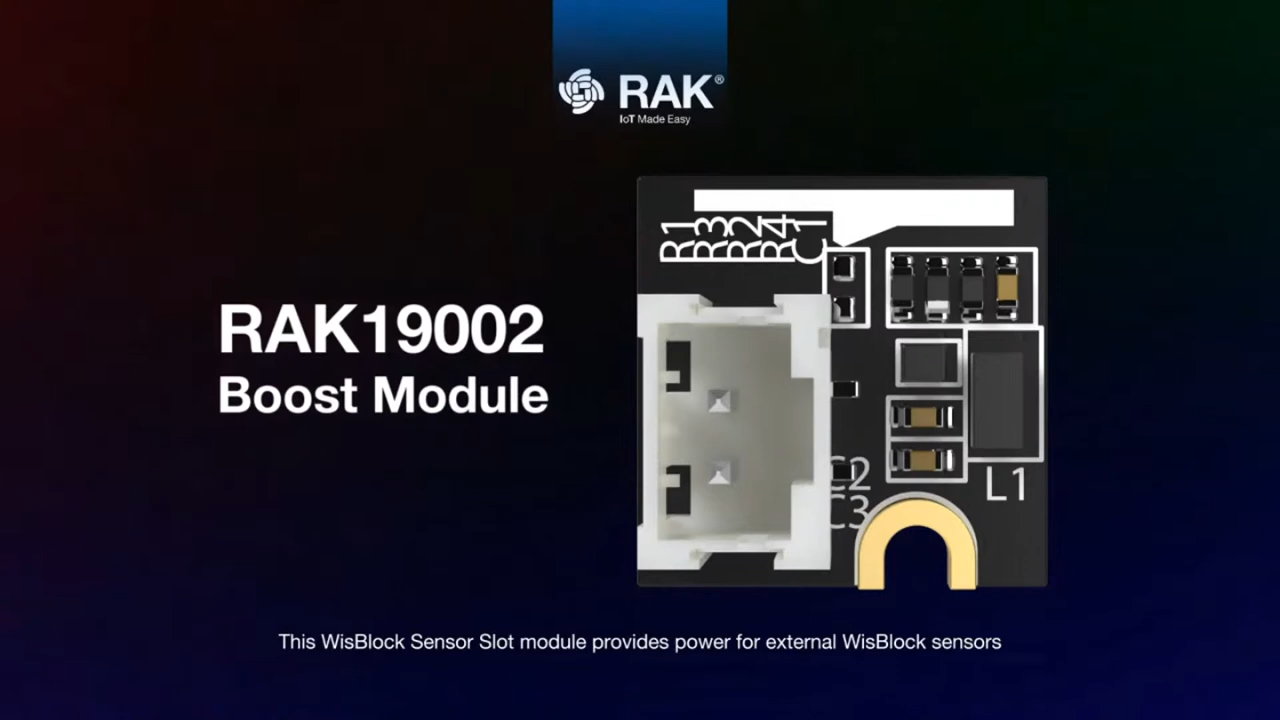 RAK®
IoT Made Easy
RAK19002
Boost Module
R1
R3
R2
R4
C1
C2
C3
L1
This WisBlock Sensor Slot module provides power for external WisBlock sensors